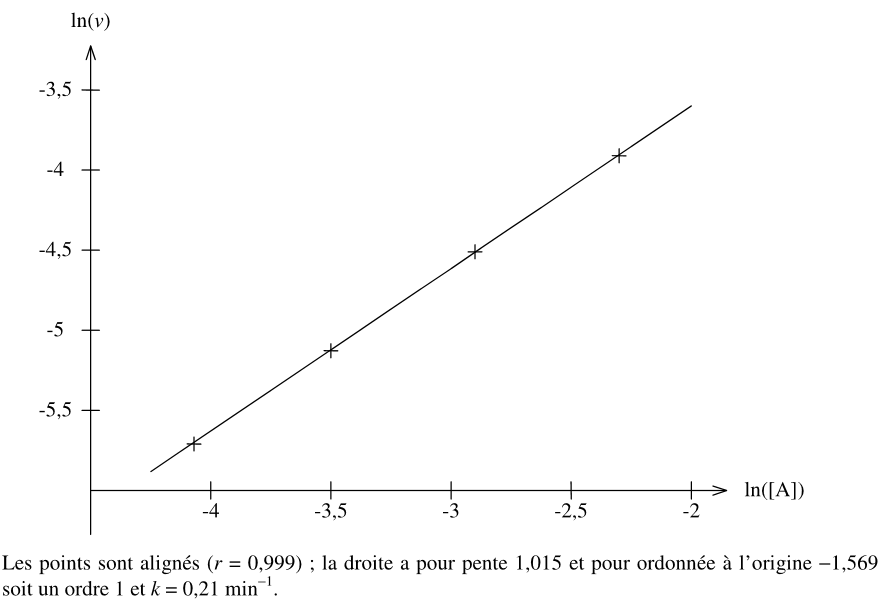 ln(v)
-3,5
-4
-4,5
-5
-5,5
-4 -3,5 -3 -2,5 -2 ln([A])
Les points sont alignés (r = 0,999) ; la droite a pour pente 1,015 et pour ordonnée à l'origine −1,569
soit un ordre 1 et k = 0,21 min⁻¹.